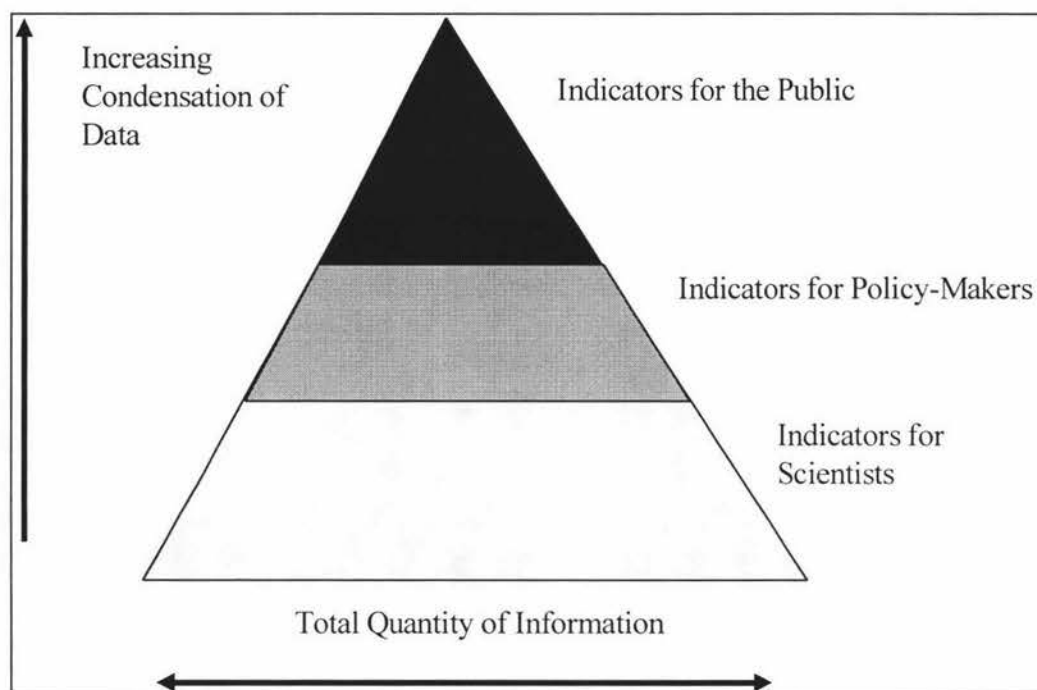 Increasing
Condensation of
Data
Indicators for the Public
Indicators for Policy-Makers
Indicators for
Scientists
Total Quantity of Information